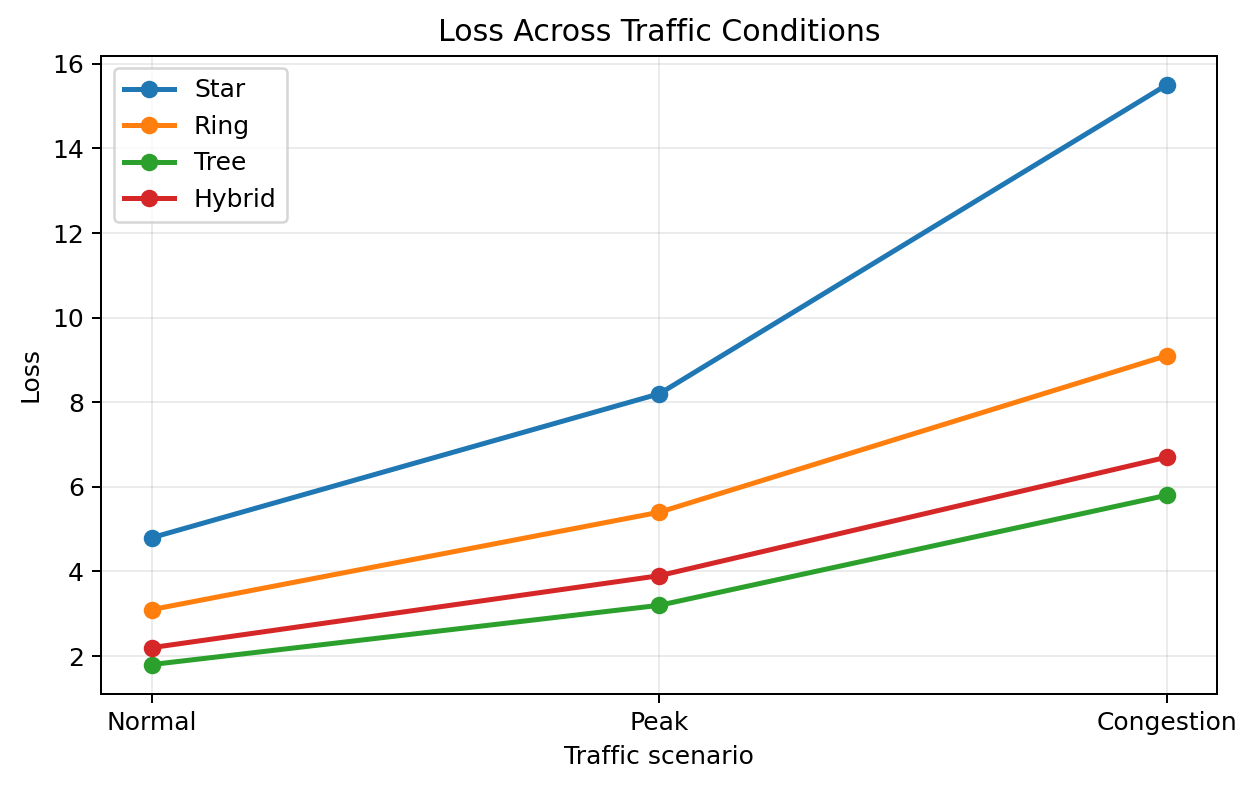 Loss Across Traffic Conditions
16
14
12
10
8
6
4
2
Loss
Star
Ring
Tree
Hybrid
Normal Peak Congestion
Traffic scenario